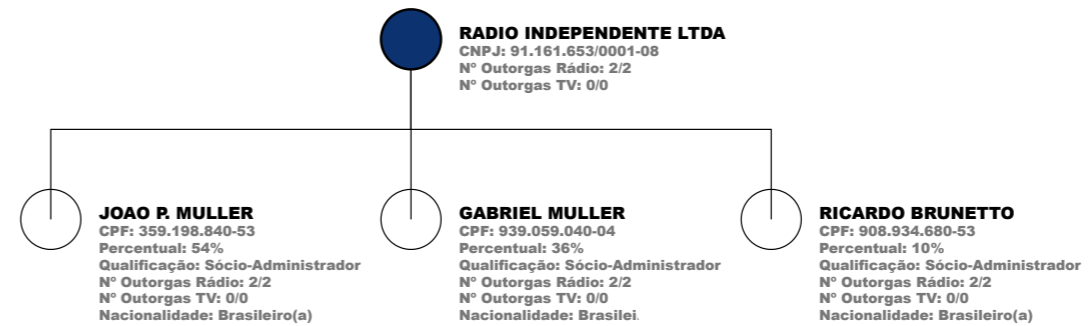 RADIO INDEPENDENTE LTDA
CNPJ: 91.161.653/0001-08
Nº Outorgas Rádio: 2/2
Nº Outorgas TV: 0/0
JOAO P. MULLER
CPF: 359.198.840-53
Percentual: 54%
Qualificação: Sócio-Administrador
Nº Outorgas Rádio: 2/2
Nº Outorgas TV: 0/0
Nacionalidade: Brasileiro(a)
GABRIEL MULLER
CPF: 939.059.040-04
Percentual: 36%
Qualificação: Sócio-Administrador
Nº Outorgas Rádio: 2/2
Nº Outorgas TV: 0/0
Nacionalidade: Brasilei.
RICARDO BRUNETTO
CPF: 908.934.680-53
Percentual: 10%
Qualificação: Sócio-Administrador
Nº Outorgas Rádio: 2/2
Nº Outorgas TV: 0/0
Nacionalidade: Brasileiro(a)